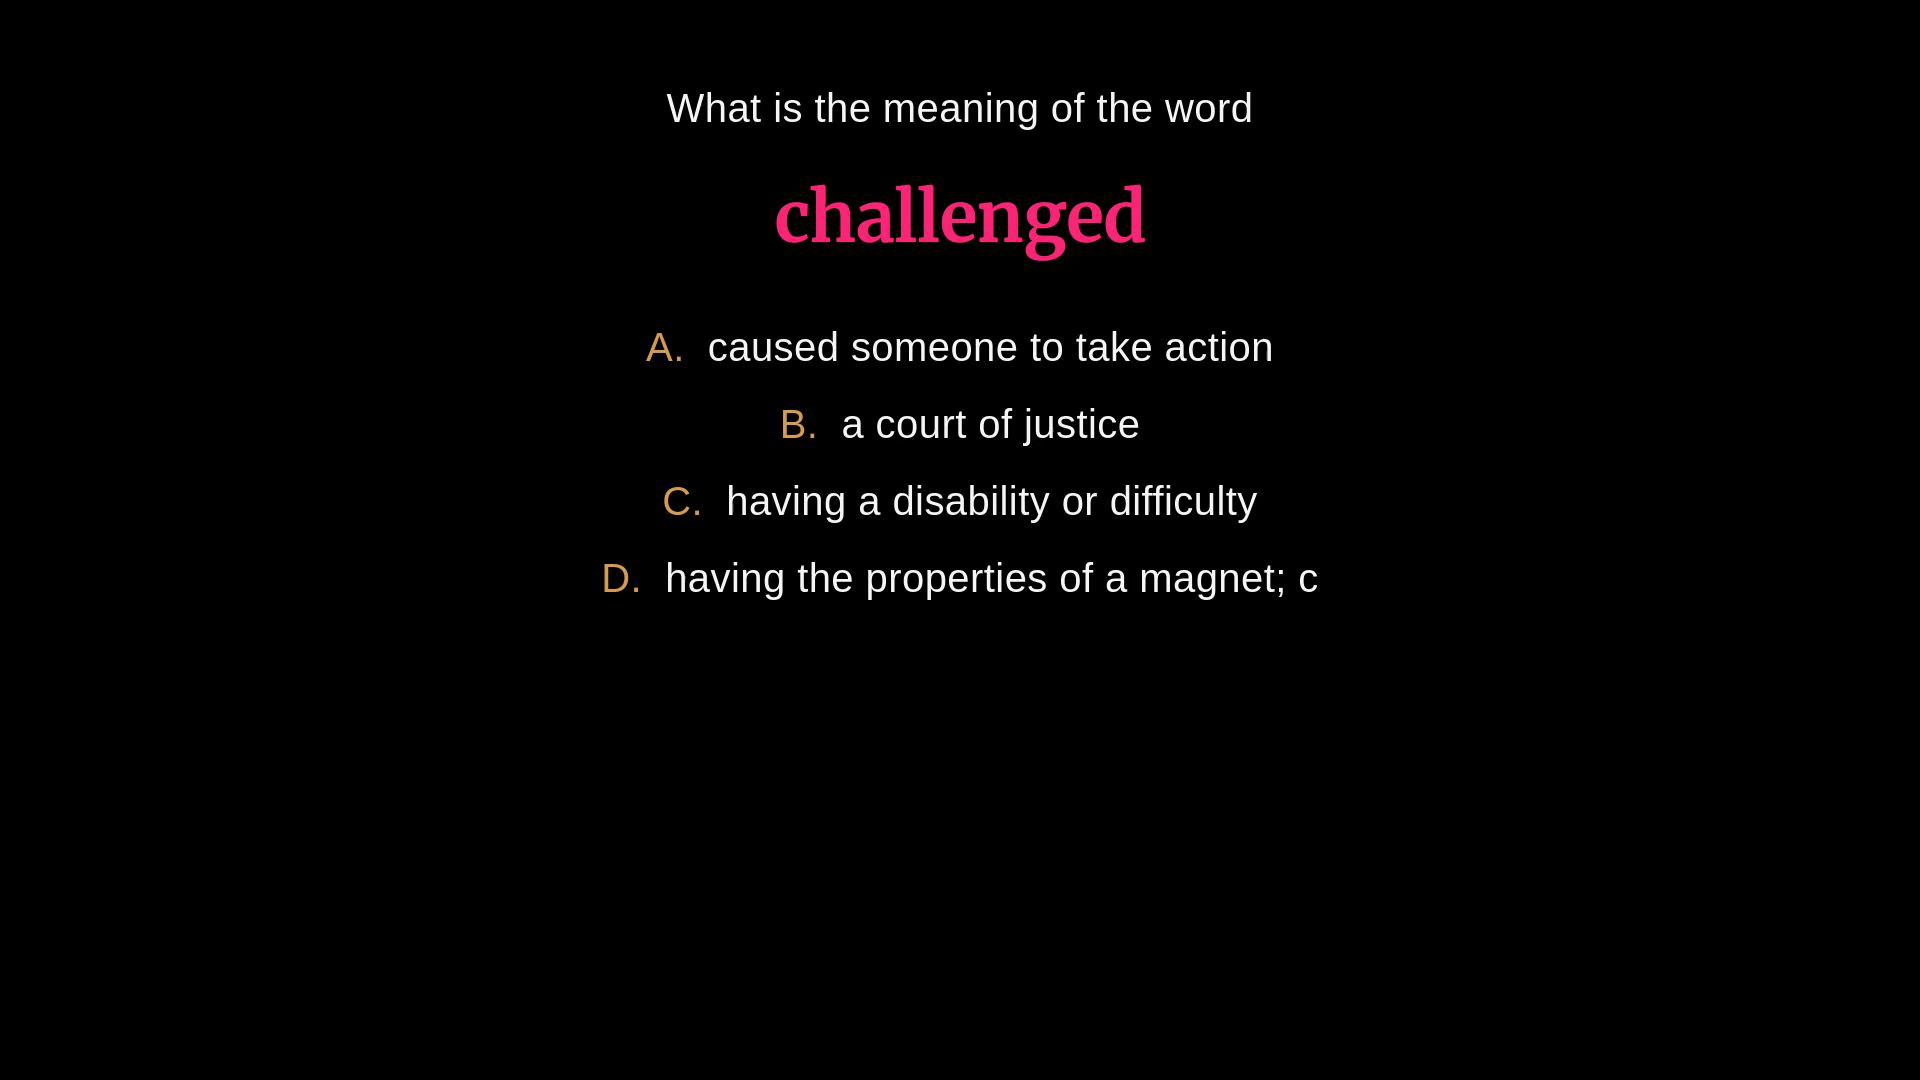 What is the meaning of the word
challenged
A. caused someone to take action
B. a court of justice
C. having a disability or difficulty
D. having the properties of a magnet; c